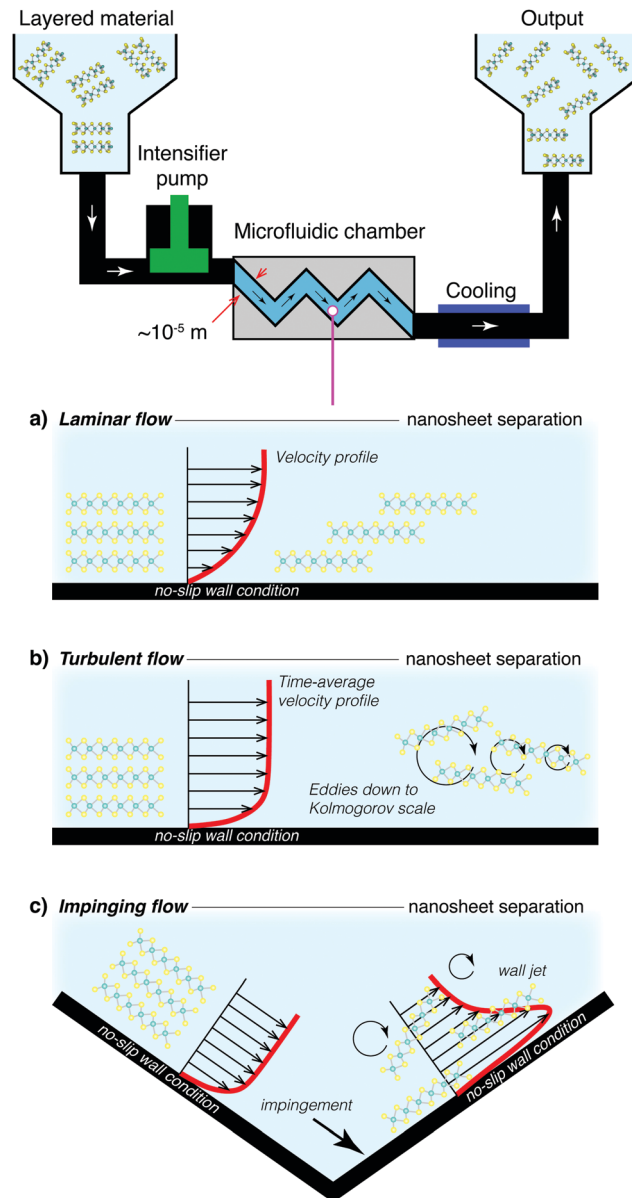 Layered material
Output
Intensifier
pump
Microfluidic chamber
Cooling
~10⁻⁵ m
a) Laminar flow
nanosheet separation
Velocity profile
no-slip wall condition
b) Turbulent flow
nanosheet separation
Time-average
velocity profile
Eddies down to
Kolmogorov scale
no-slip wall condition
c) Impinging flow
nanosheet separation
wall jet
no-slip wall condition
no-slip wall condition
impingement